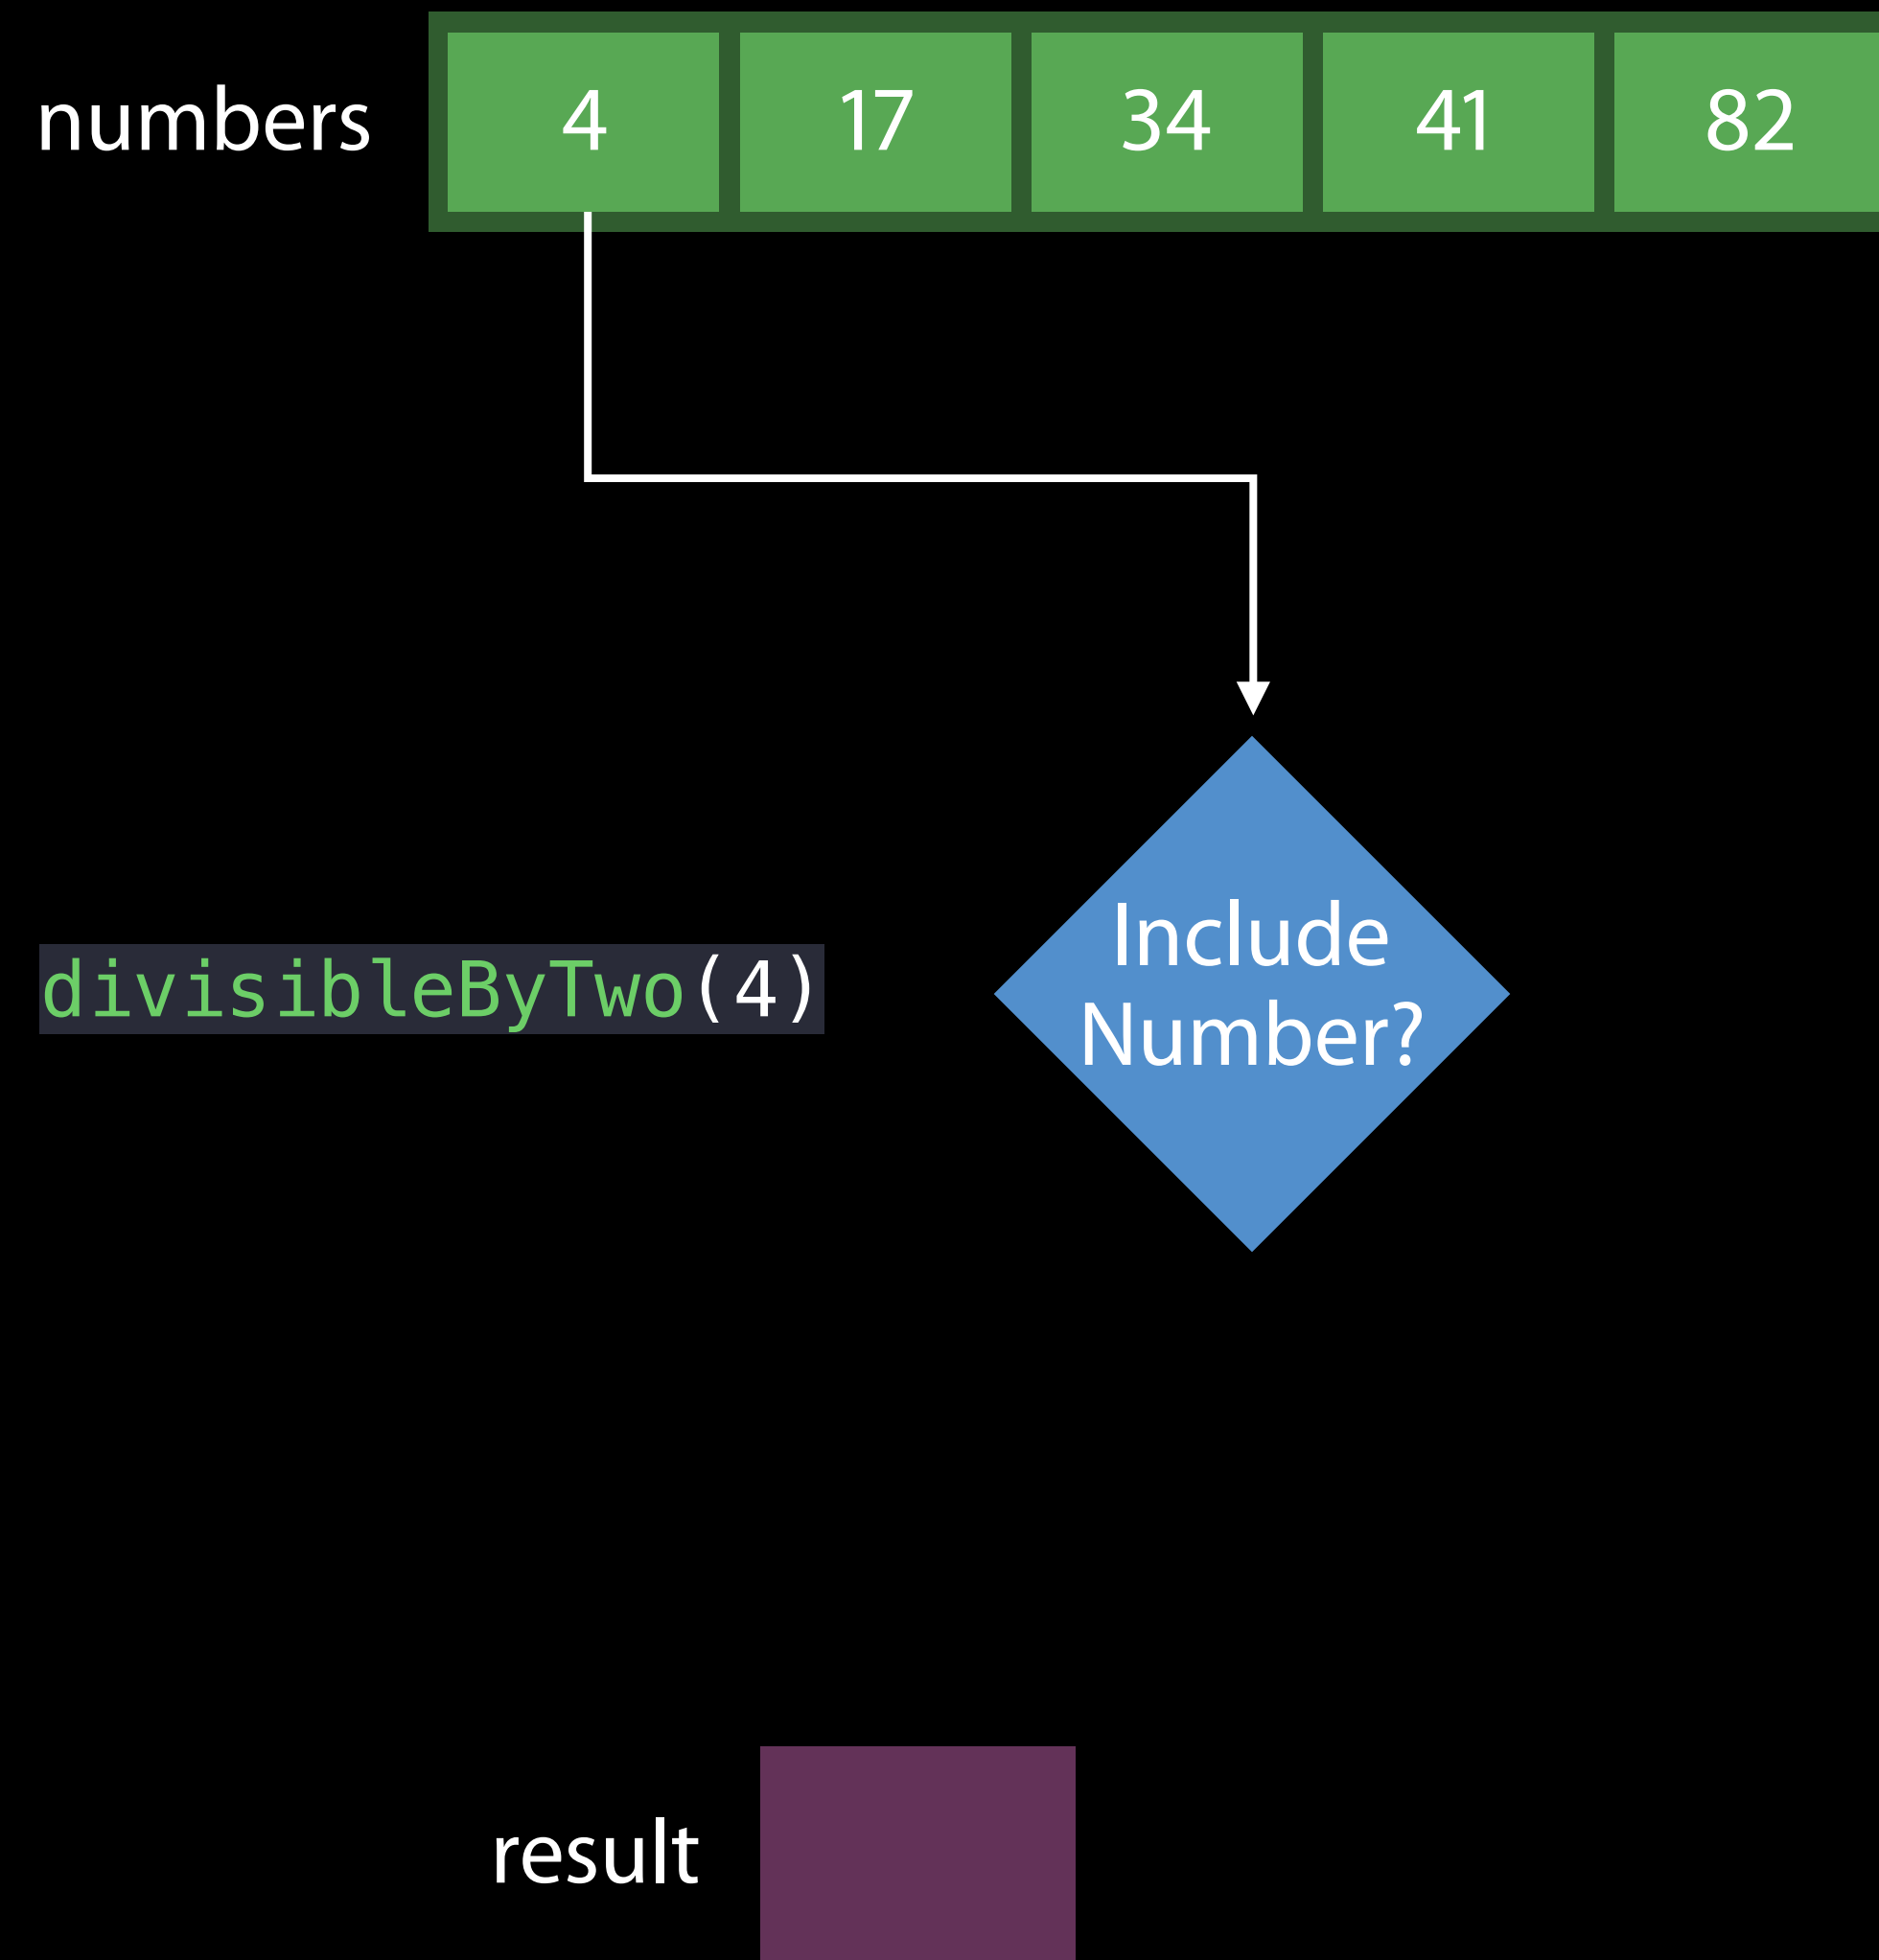 numbers 4 17 34 41 82
divisibleByTwo(4)
Include
Number?
result